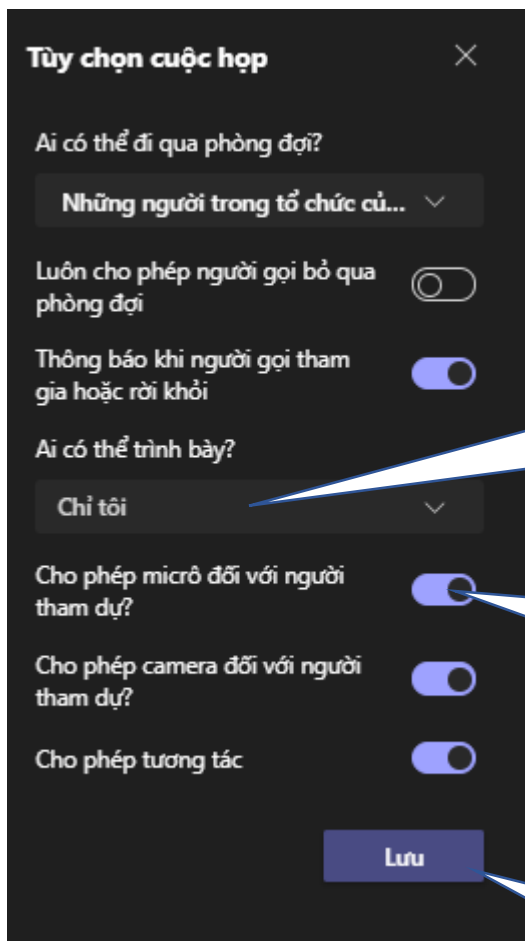 Tùy chọn cuộc họp
Ai có thể đi qua phòng đợi?
Những người trong tổ chức củ...
Luôn cho phép người gọi bỏ qua
phòng đợi
Thông báo khi người gọi tham
gia hoặc rời khỏi
Ai có thể trình bày?
Chỉ tôi
Cho phép micrô đối với người
tham dự?
Cho phép camera đối với người
tham dự?
Cho phép tương tác
Lưu